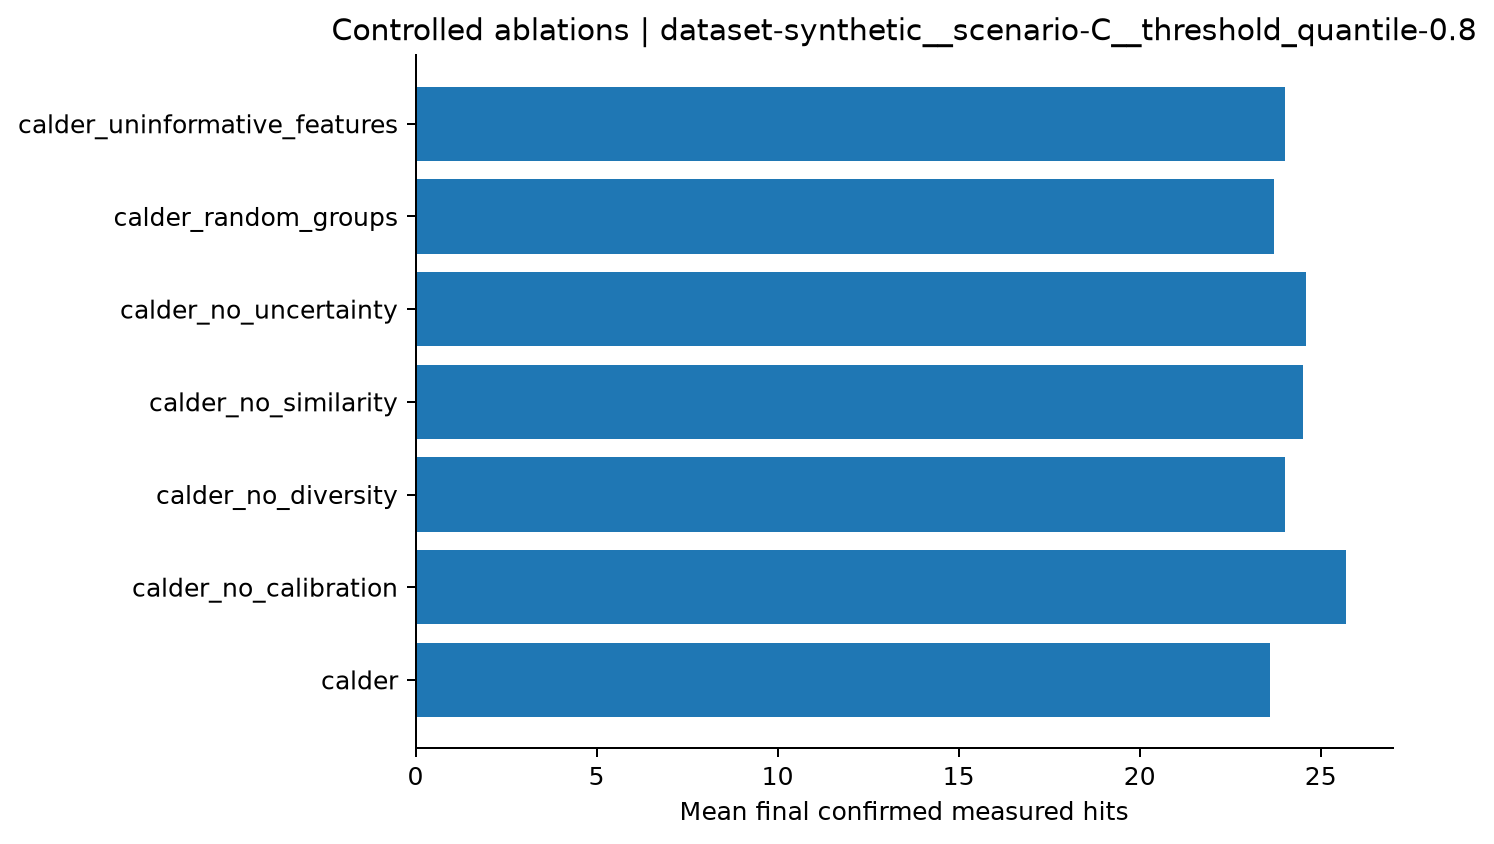 Controlled ablations | dataset-synthetic__scenario-C__threshold_quantile-0.8
calder_uninformative_features
calder_random_groups
calder_no_uncertainty
calder_no_similarity
calder_no_diversity
calder_no_calibration
calder
0 5 10 15 20 25
Mean final confirmed measured hits